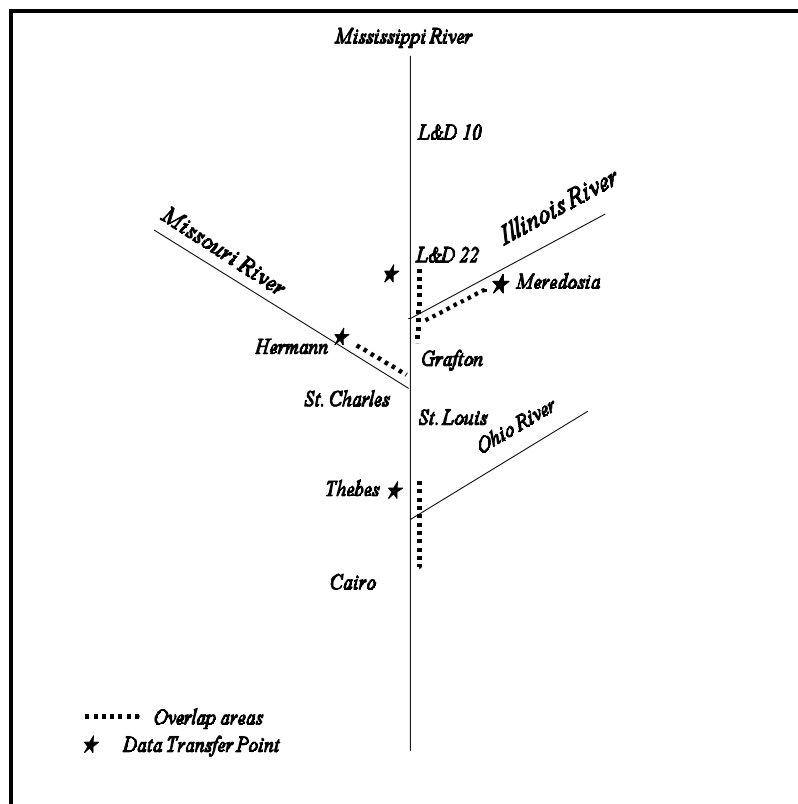 Mississippi River
L&D 10
Illinois River
Missouri River
L&D 22
Meredosia
Hermann
Grafton
St. Charles
St. Louis
Ohio River
Thebes
Cairo
Overlap areas
Data Transfer Point